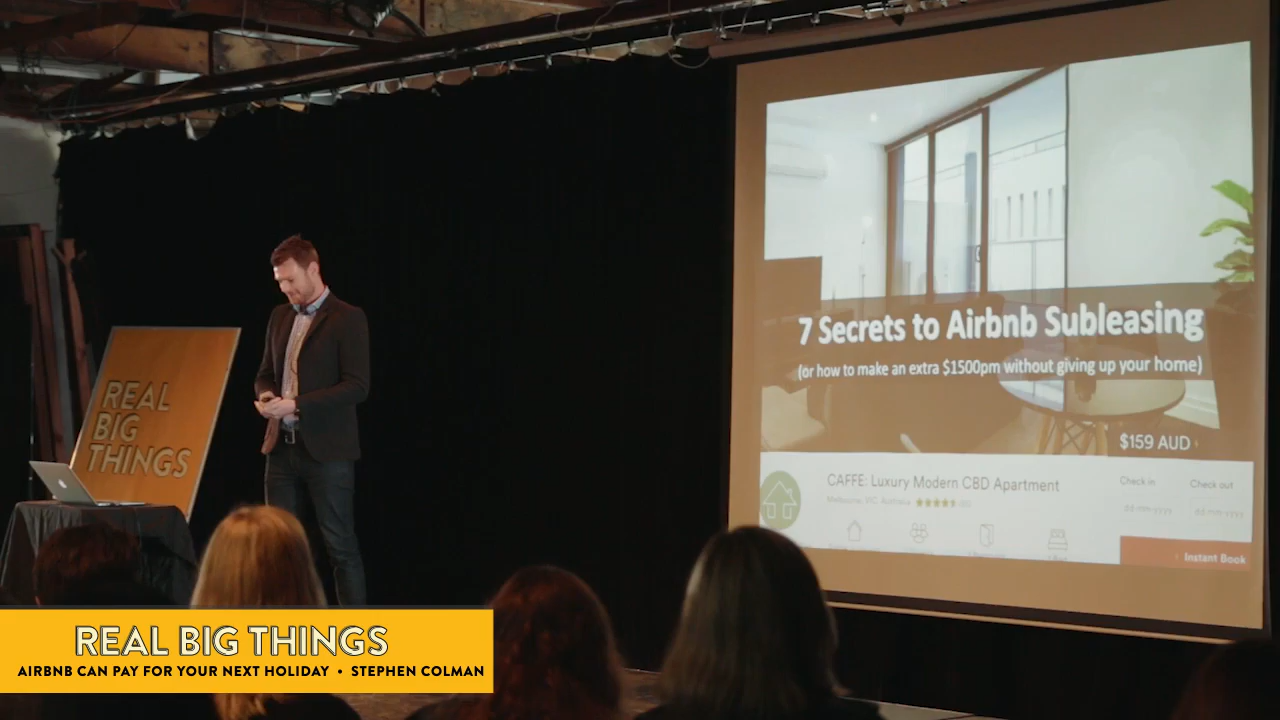 REAL
BIG
THINGS
7 Secrets to Airbnb Subleasing
(or how to make an extra $1500pm without giving up your home)
$159 AUD
CAFFE: Luxury Modern CBD Apartment
Check in
Check out
Instant Book
REAL BIG THINGS
AIRBNB CAN PAY FOR YOUR NEXT HOLIDAY • STEPHEN COLMAN